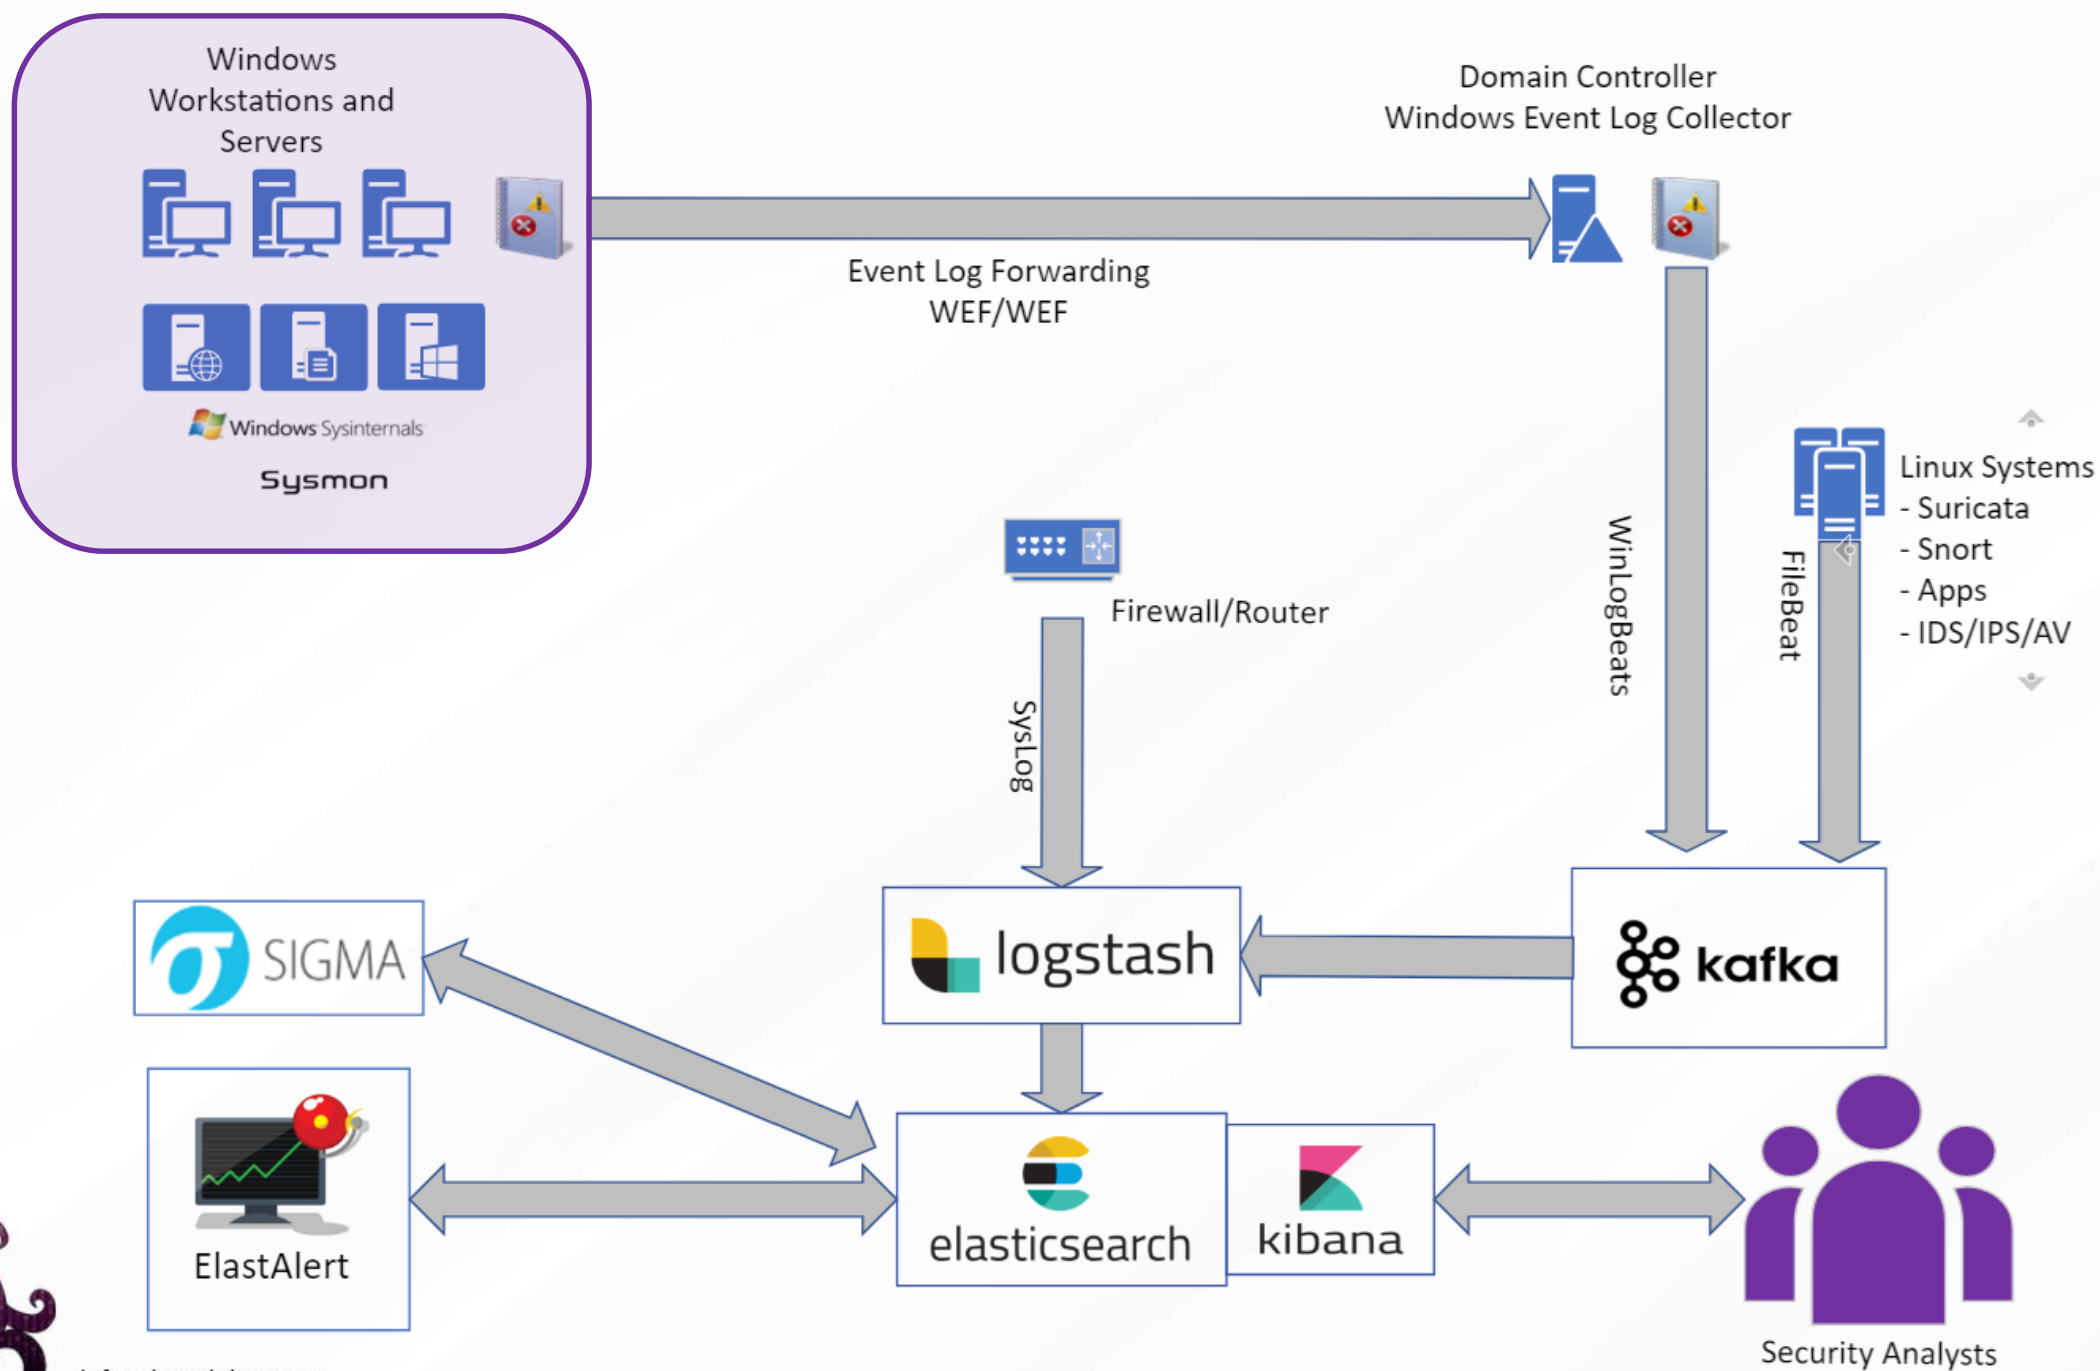 Windows
Workstations and
Servers
Windows Sysinternals
Sysmon
Event Log Forwarding
WEF/WEF
Domain Controller
Windows Event Log Collector
WinLogBeats
FileBeat
Linux Systems
- Suricata
- Snort
- Apps
- IDS/IPS/AV
Firewall/Router
SysLog
logstash
kafka
SIGMA
ElastAlert
elasticsearch
kibana
Security Analysts